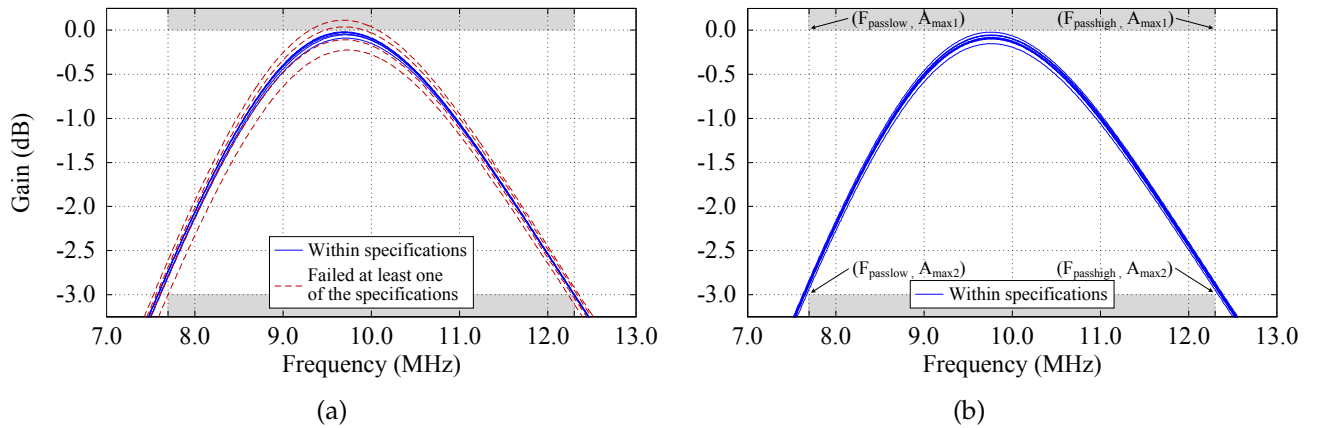 Gain (dB)
0.0
-0.5
-1.0
-1.5
-2.0
-2.5
-3.0
Within specifications
Failed at least one
of the specifications
7.0 8.0 9.0 10.0 11.0 12.0 13.0
Frequency (MHz)
(a)
(Fpasslow, Amax1) (Fpasshigh, Amax1)
0.0
-0.5
-1.0
-1.5
-2.0
-2.5
-3.0
(Fpasslow, Amax2) (Fpasshigh, Amax2)
Within specifications
7.0 8.0 9.0 10.0 11.0 12.0 13.0
Frequency (MHz)
(b)